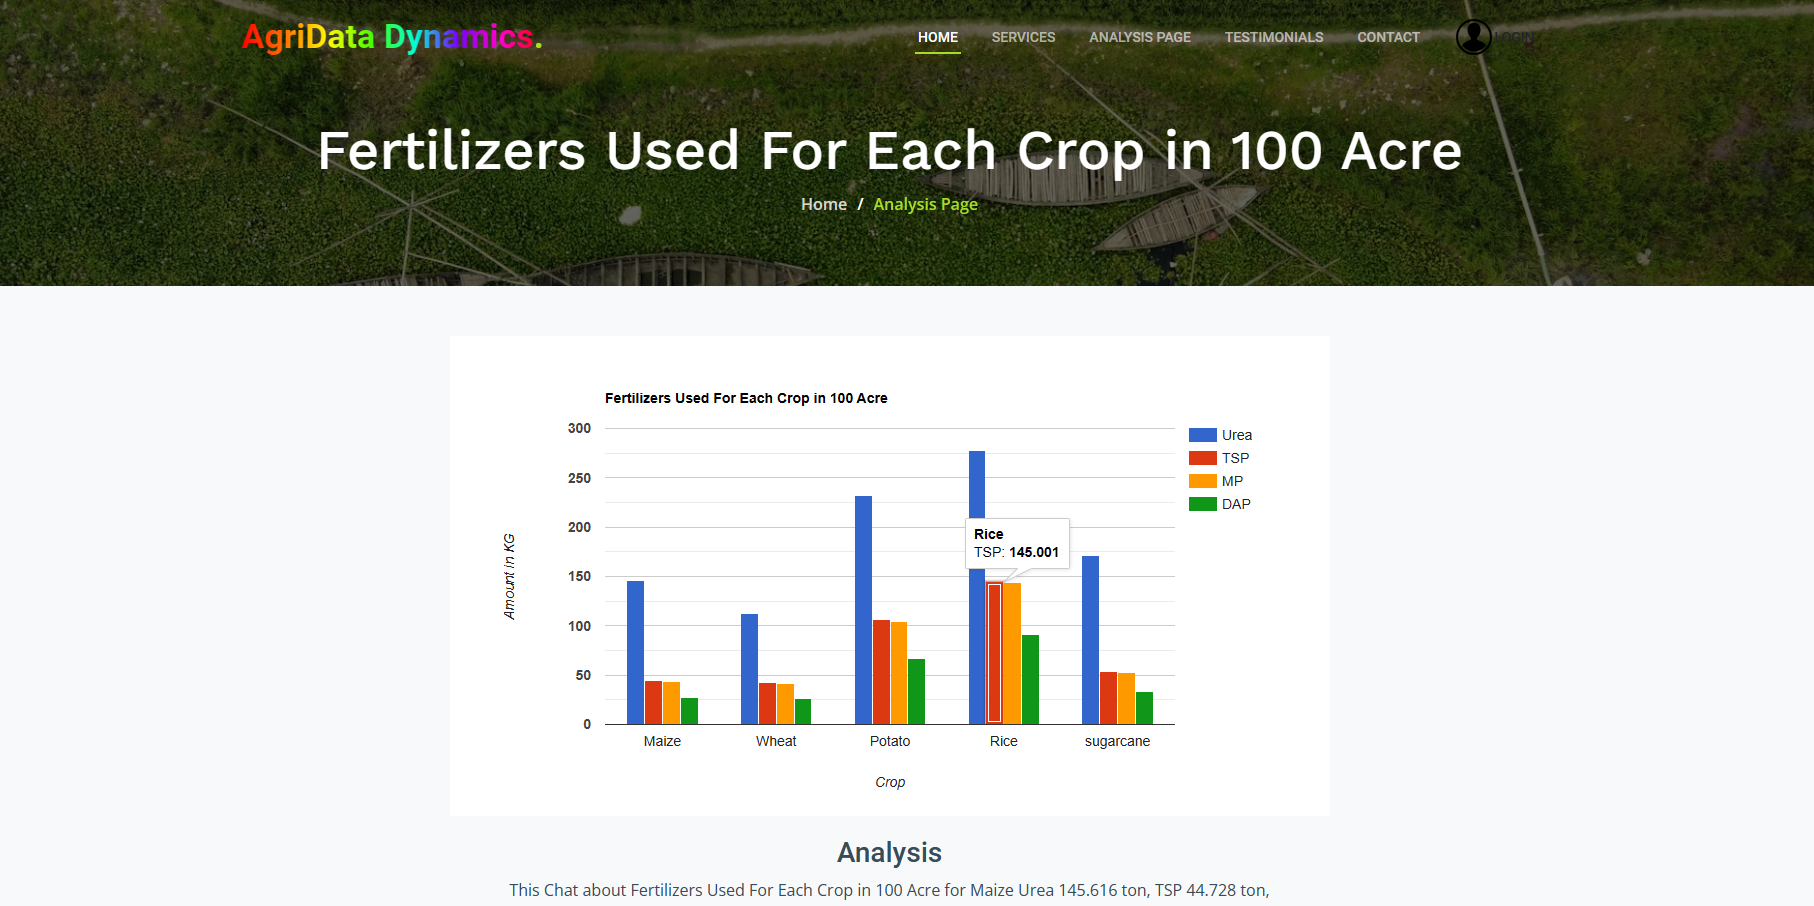 AgriData Dynamics.
HOME SERVICES ANALYSIS PAGE TESTIMONIALS CONTACT LOGIN
Fertilizers Used For Each Crop in 100 Acre
Home / Analysis Page
Fertilizers Used For Each Crop in 100 Acre
300
250
200
150
100
50
0
Amount in KG
Urea
TSP
MP
DAP
Rice
TSP: 145.001
Maize Wheat Potato Rice sugarcane
Crop
Analysis
This Chat about Fertilizers Used For Each Crop in 100 Acre for Maize Urea 145.616 ton, TSP 44.728 ton,